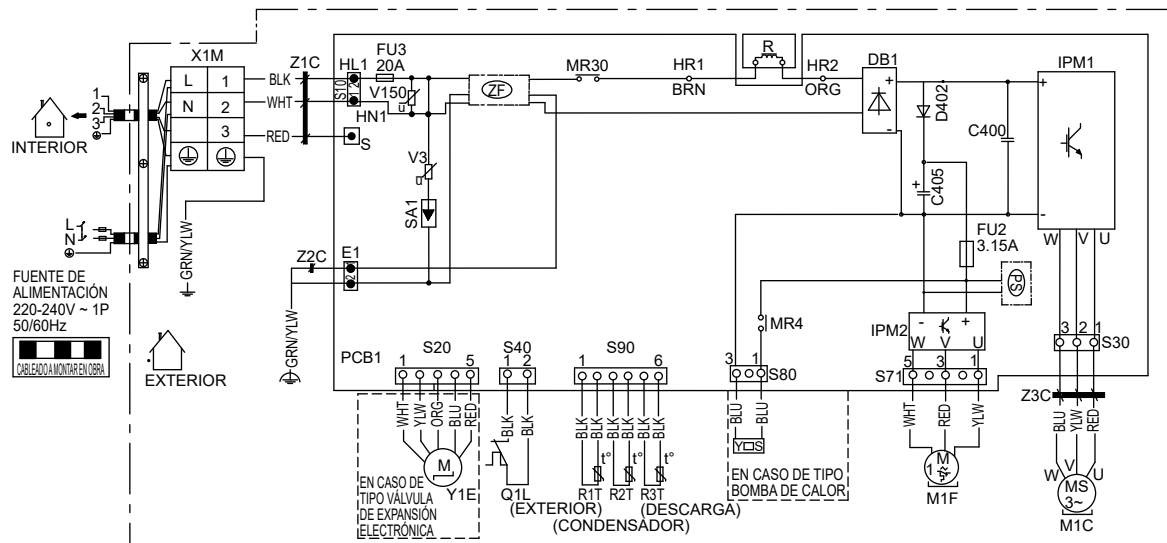 X1M
L 1
N 2
3
1
2
3
INTERIOR
L
N
FUENTE DE
ALIMENTACIÓN
220-240V ~ 1P
50/60Hz
CABLEADO A MONTAR EN OBRA
EXTERIOR
GRN/YLW
BLK
WHT
RED
Z1C
HL1
S10
1 2
HN1
S
FU3
20A
V150
u
V3
u
SA1
ZF
MR30
HR1
BRN
R
HR2
ORG
DB1
+
-
D402
C400
+
C405
IPM1
+
-
W V U
FU2
3.15A
PS
Z2C
E1
1 2
GRN/YLW
MR4
IPM2
- +
W V U
PCB1
S20
1 5
WHT
YLW
ORG
BLU
RED
M
Y1E
EN CASO DE
TIPO VÁLVULA
DE EXPANSIÓN
ELECTRÓNICA
S40
1 2
BLK
BLK
Q1L
S90
1 6
BLK
BLK
BLK
BLK
BLK
BLK
t° t° t°
R1T R2T R3T
(EXTERIOR) (DESCARGA)
(CONDENSADOR)
3 1
S80
BLU
BLU
Y S
EN CASO DE TIPO
BOMBA DE CALOR
5 3 1
S71
WHT
RED
YLW
M
1 ~
M1F
3 2 1
S30
Z3C
BLU
YLW
RED
W V U
MS
3~
M1C